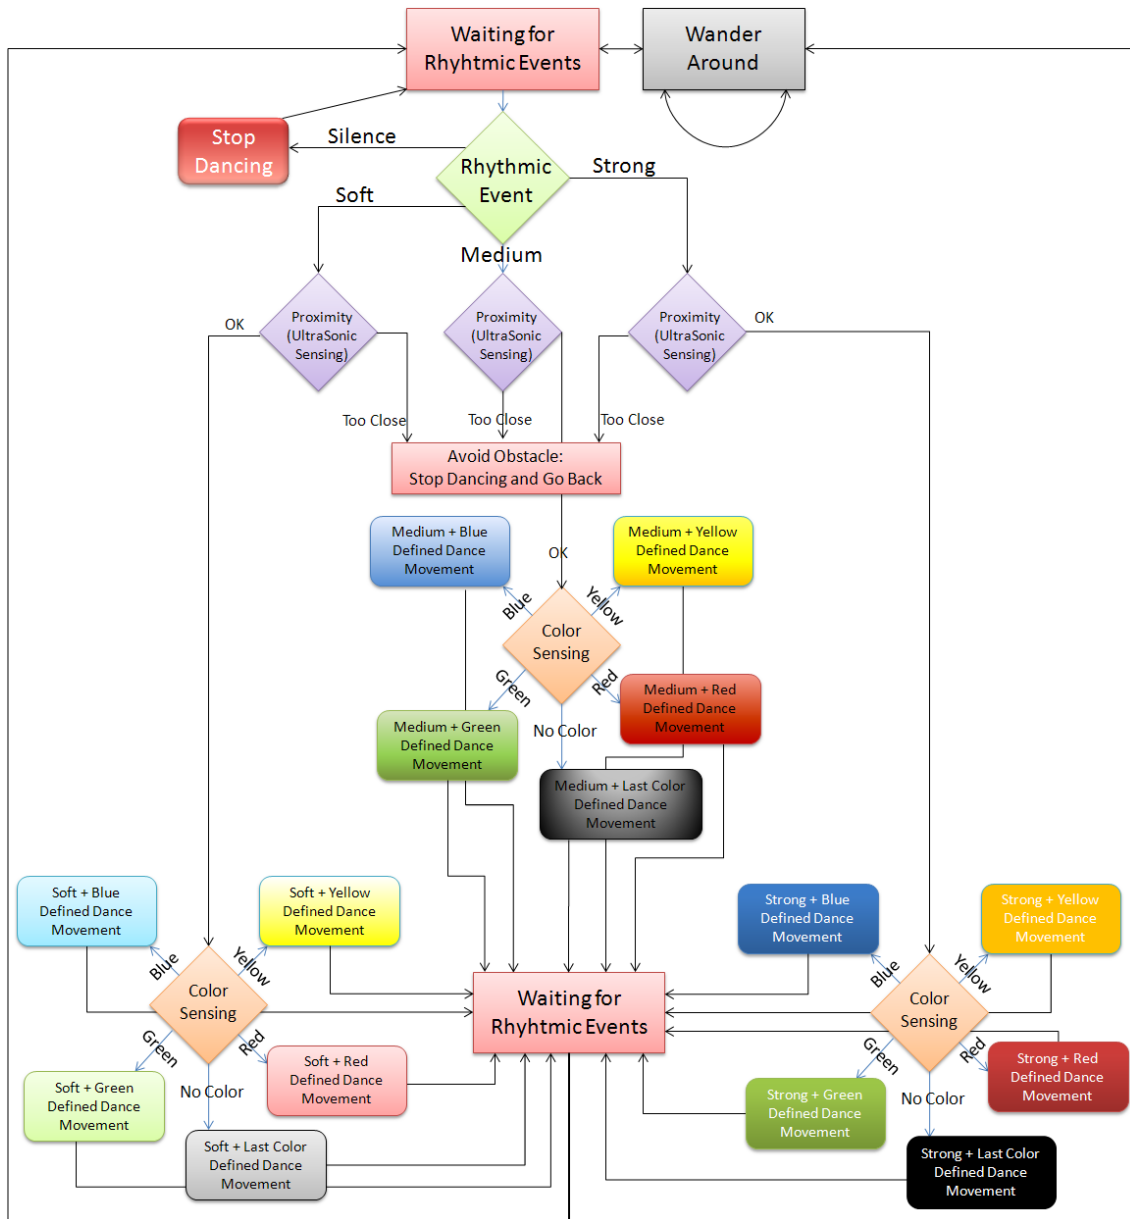 Waiting for
Rhyhtmic Events
Wander
Around
Stop
Dancing
Silence
Rhythmic
Event
Strong
Soft
Medium
Proximity
(UltraSonic
Sensing)
OK
Proximity
(UltraSonic
Sensing)
Proximity
(UltraSonic
Sensing)
OK
Too Close
Too Close
Too Close
Avoid Obstacle:
Stop Dancing and Go Back
Medium + Blue
Defined Dance
Movement
OK
Medium + Yellow
Defined Dance
Movement
Blue
Yellow
Color
Sensing
Green
Red
No Color
Medium + Green
Defined Dance
Movement
Medium + Red
Defined Dance
Movement
Medium + Last Color
Defined Dance
Movement
Soft + Blue
Defined Dance
Movement
Soft + Yellow
Defined Dance
Movement
Blue
Yellow
Color
Sensing
Green
Red
No Color
Soft + Green
Defined Dance
Movement
Soft + Red
Defined Dance
Movement
Soft + Last Color
Defined Dance
Movement
Waiting for
Rhyhtmic Events
Strong + Blue
Defined Dance
Movement
Strong + Yellow
Defined Dance
Movement
Blue
Yellow
Color
Sensing
Green
Red
No Color
Strong + Green
Defined Dance
Movement
Strong + Red
Defined Dance
Movement
Strong + Last Color
Defined Dance
Movement